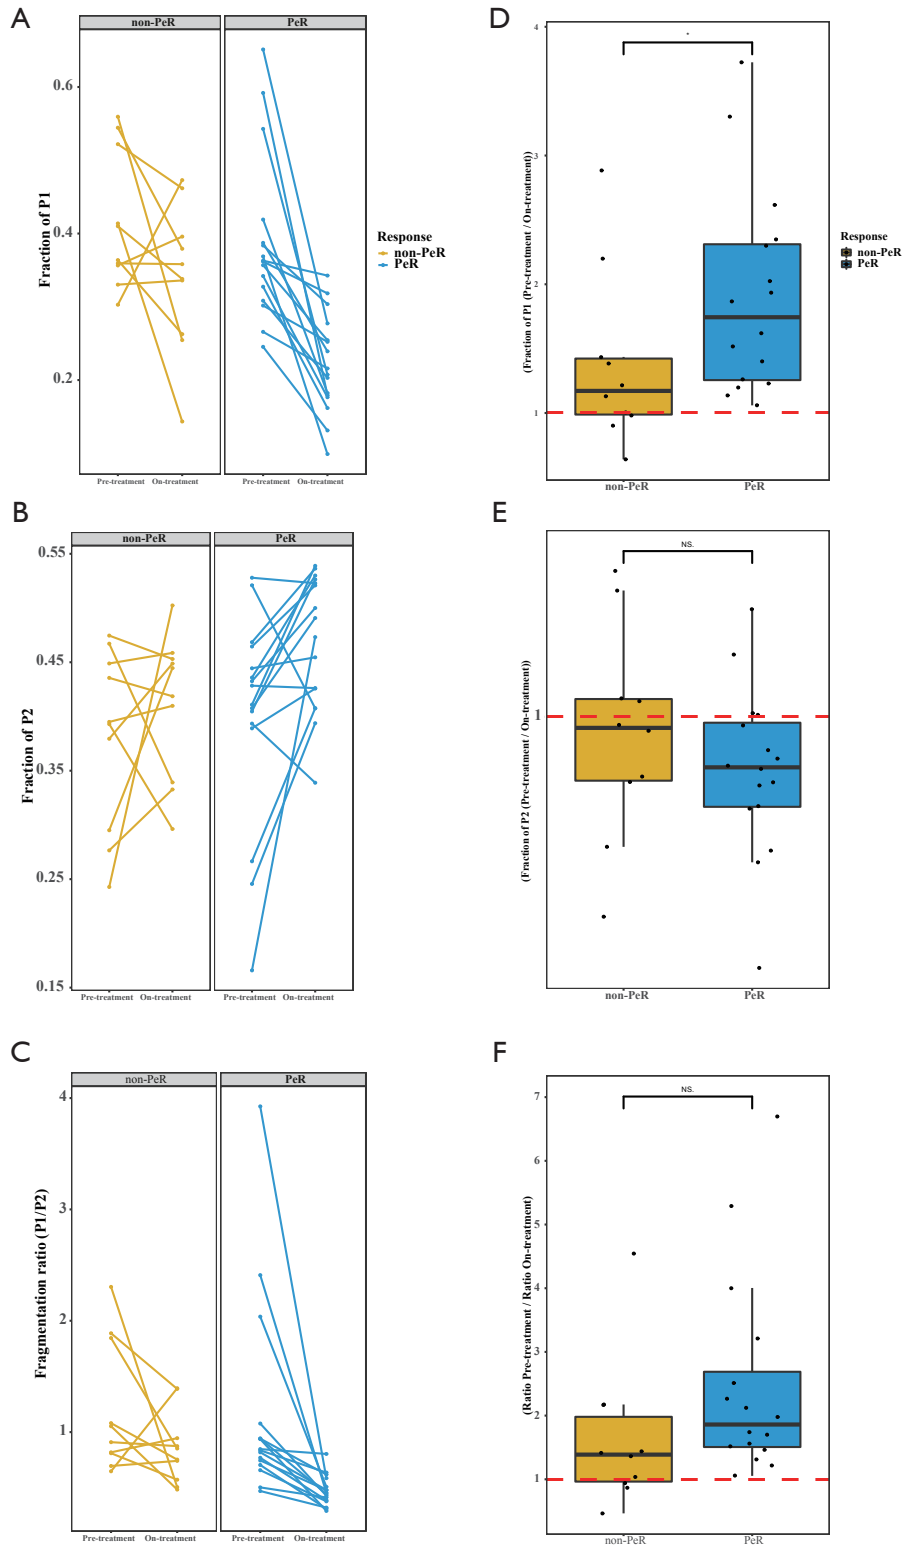 A
non-PeR PeR
0.6
0.4
0.2
Fraction of P1
Pre-treatment On-treatment Pre-treatment On-treatment
Response
non-PeR
PeR
D
4
3
2
1
(Fraction of P1 (Pre-treatment / On-treatment))
*
non-PeR PeR
Response
non-PeR
PeR
B
non-PeR PeR
0.55
0.45
0.35
0.25
0.15
Fraction of P2
Pre-treatment On-treatment Pre-treatment On-treatment
E
1
(Fraction of P2 (Pre-treatment / On-treatment))
NS.
non-PeR PeR
C
non-PeR PeR
4
3
2
1
Fragmentation ratio (P1/P2)
Pre-treatment On-treatment Pre-treatment On-treatment
F
7
6
5
4
3
2
1
(Ratio Pre-treatment / Ratio On-treatment)
NS.
non-PeR PeR